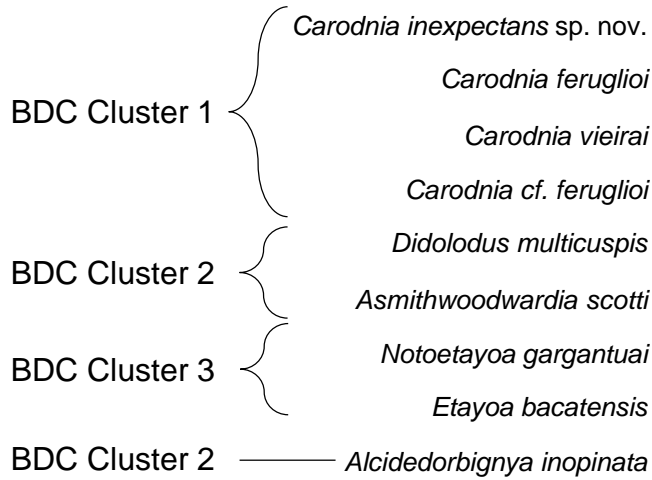 Carodnia inexpectans sp. nov.
Carodnia feruglioi
BDC Cluster 1
Carodnia vieirai
Carodnia cf. feruglioi
Didolodus multicuspis
BDC Cluster 2
Asmithwoodwardia scotti
Notoetayoa gargantuai
BDC Cluster 3
Etayoa bacatensis
BDC Cluster 2
Alcidedorbignya inopinata